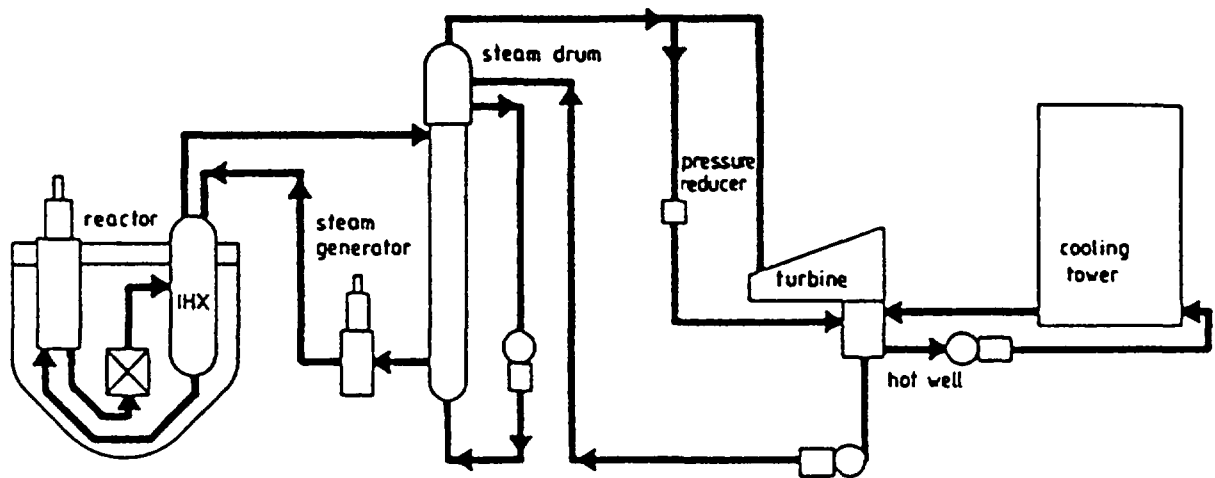 steam drum
pressure
reducer
reactor
steam
generator
cooling
tower
IHX
turbine
hot well